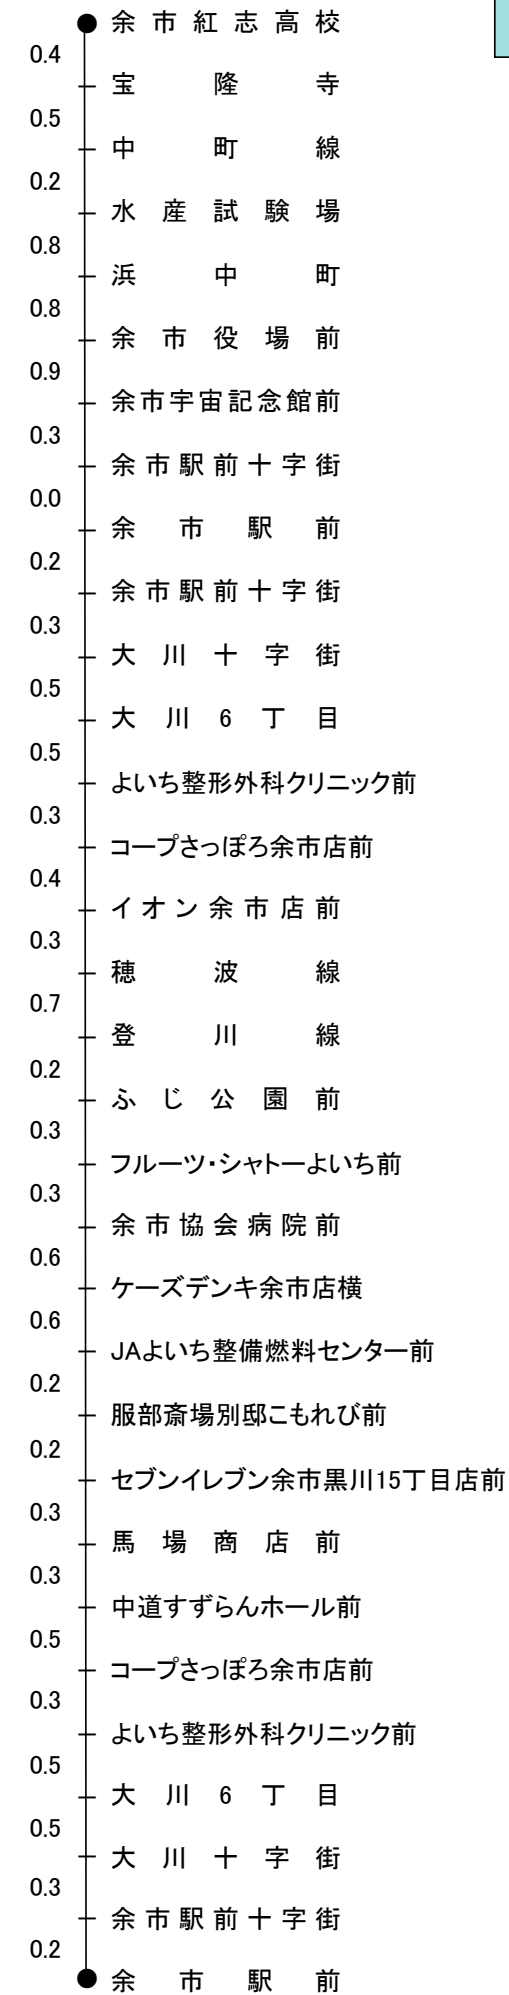 余市紅志高校
0.4
宝隆寺
0.5
中町線
0.2
水産試験場
0.8
浜中町
0.8
余市役場前
0.9
余市宇宙記念館前
0.3
余市駅前十字街
0.0
余市駅前
0.2
余市駅前十字街
0.3
大川十字街
0.5
大川6丁目
0.5
よいち整形外科クリニック前
0.3
コープさっぽろ余市店前
0.4
イオン余市店前
0.3
穂波線
0.7
登川線
0.2
ふじ公園前
0.3
フルーツ・シャトーよいち前
0.3
余市協会病院前
0.6
ケーズデンキ余市店横
0.6
JAよいち整備燃料センター前
0.2
服部斎場別邸こもれび前
0.2
セブンイレブン余市黒川15丁目店前
0.3
馬場商店前
0.3
中道すずらんホール前
0.5
コープさっぽろ余市店前
0.3
よいち整形外科クリニック前
0.5
大川6丁目
0.5
大川十字街
0.3
余市駅前十字街
0.2
余市駅前